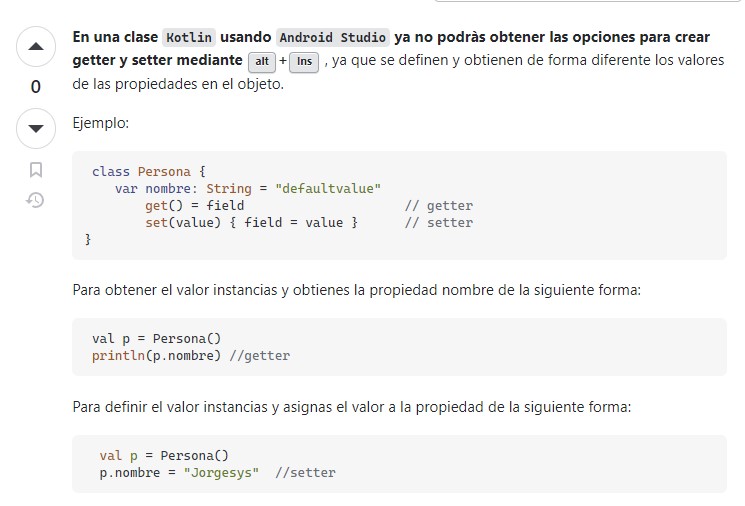 En una clase Kotlin usando Android Studio ya no podràs obtener las opciones para crear
getter y setter mediante alt + Ins , ya que se definen y obtienen de forma diferente los valores
0
de las propiedades en el objeto.
Ejemplo:
class Persona {
    var nombre: String = "defaultvalue"
        get() = field                     // getter
        set(value) { field = value }      // setter
}
Para obtener el valor instancias y obtienes la propiedad nombre de la siguiente forma:
val p = Persona()
println(p.nombre) //getter
Para definir el valor instancias y asignas el valor a la propiedad de la siguiente forma:
val p = Persona()
p.nombre = "Jorgesys"  //setter